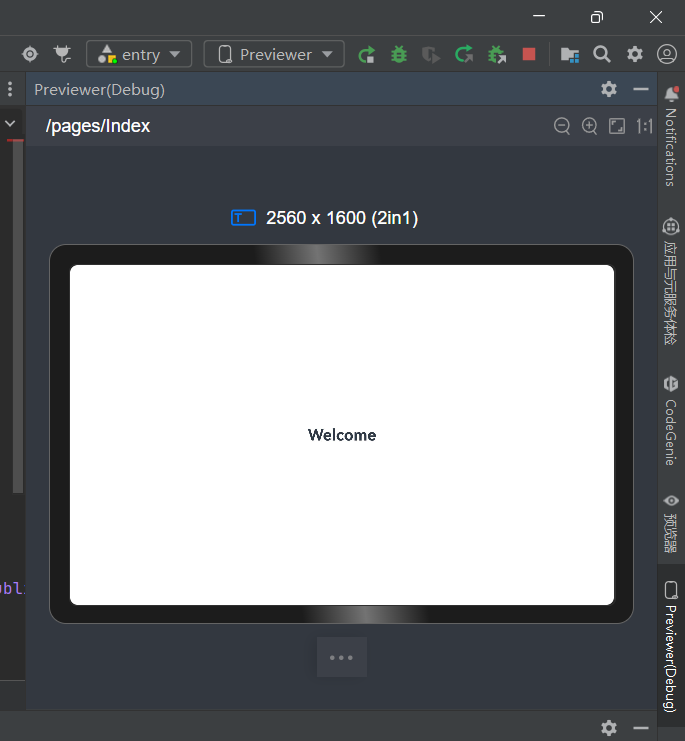 entry
Previewer
Previewer(Debug)
/pages/Index
1:1
T 2560 x 1600 (2in1)
Welcome
Notifications
应用与元服务体检
CodeGenie
预览器
Previewer(Debug)